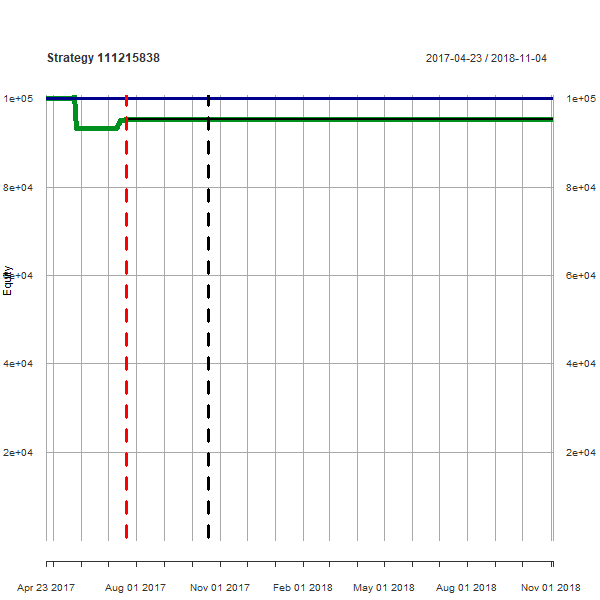 Strategy 111215838 2017-04-23 / 2018-11-04
1e+05 1e+05
8e+04 8e+04
6e+04 6e+04
Equity
4e+04 4e+04
2e+04 2e+04
Apr 23 2017 Aug 01 2017 Nov 01 2017 Feb 01 2018 May 01 2018 Aug 01 2018 Nov 01 2018